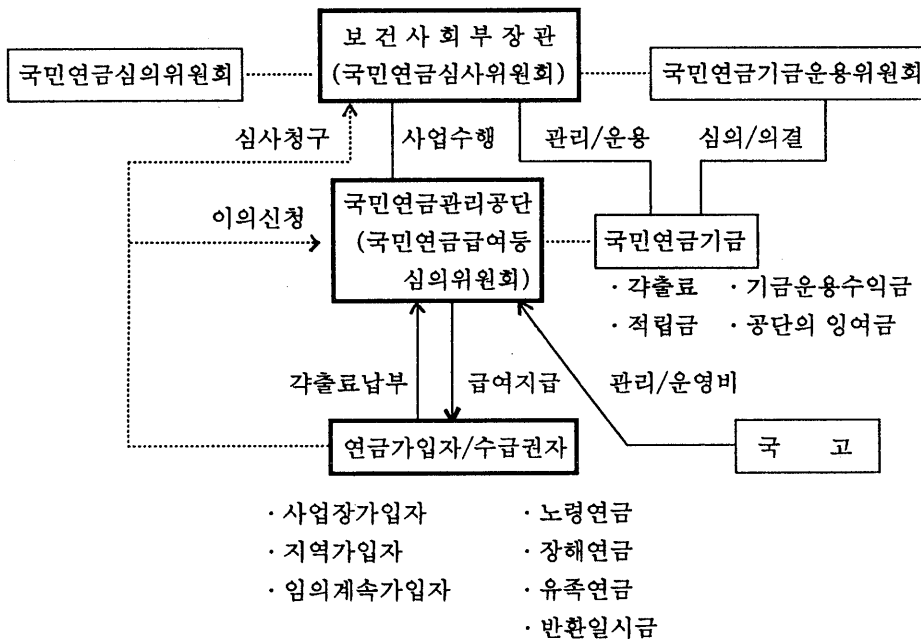 보건사회부장관
(국민연금심사위원회)
국민연금심의위원회
국민연금기금운용위원회
심사청구
사업수행
관리/운용
심의/의결
이의신청
국민연금관리공단
(국민연금급여등
심의위원회)
국민연금기금
· 갹출료 · 기금운용수익금
· 적립금 · 공단의 잉여금
갹출료납부
급여지급
관리/운영비
연금가입자/수급권자
국 고
· 사업장가입자 · 노령연금
· 지역가입자 · 장해연금
· 임의계속가입자 · 유족연금
· 반환일시금